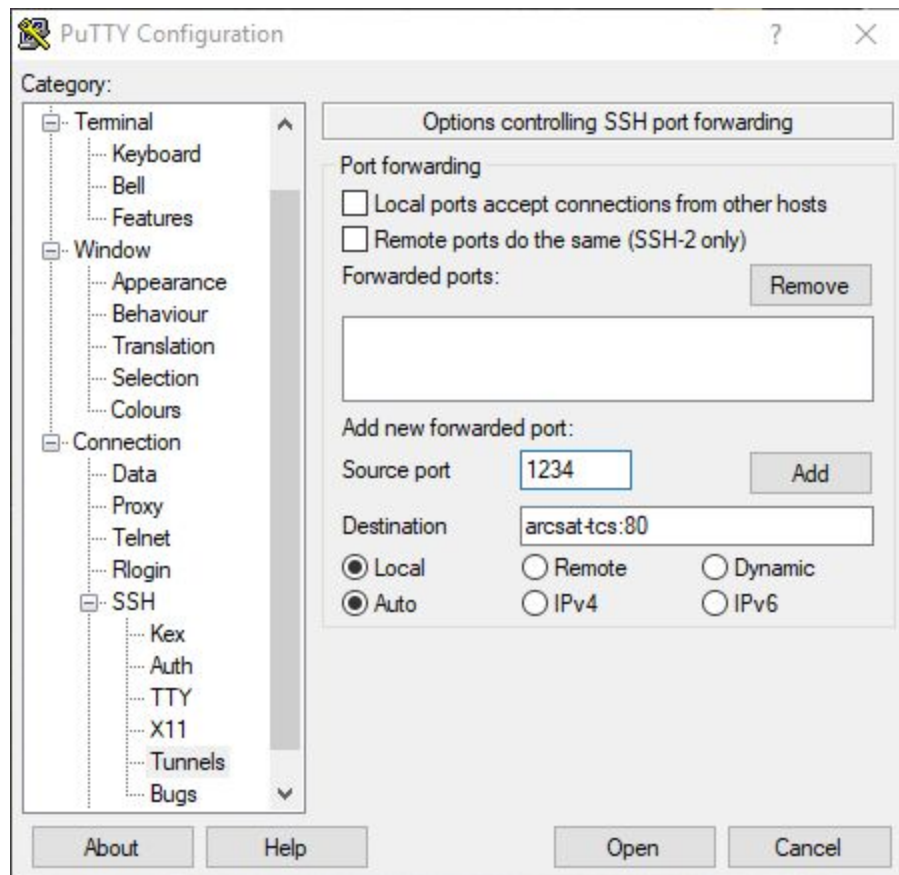 PuTTY Configuration
Category:
Terminal
Keyboard
Bell
Features
Window
Appearance
Behaviour
Translation
Selection
Colours
Connection
Data
Proxy
Telnet
Rlogin
SSH
Kex
Auth
TTY
X11
Tunnels
Bugs
Options controlling SSH port forwarding
Port forwarding
Local ports accept connections from other hosts
Remote ports do the same (SSH-2 only)
Forwarded ports:
Remove
Add new forwarded port:
Source port 1234 Add
Destination arcsat-tcs:80
Local Remote Dynamic
Auto IPv4 IPv6
About Help Open Cancel